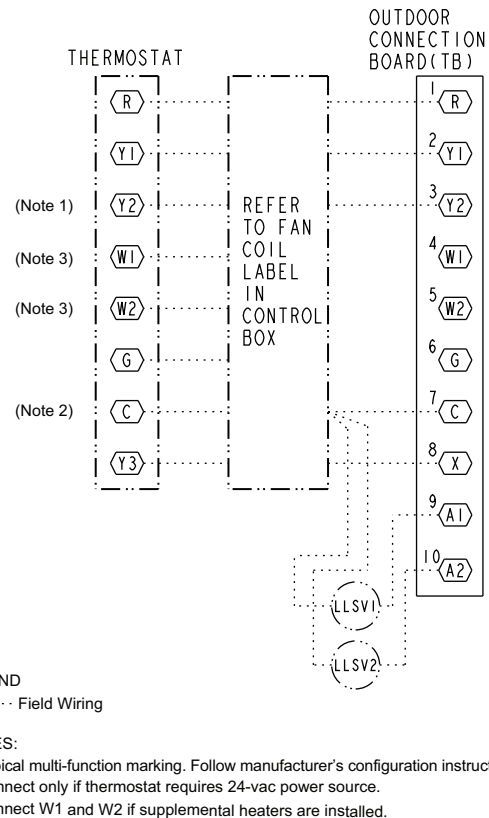 OUTDOOR
CONNECTION
BOARD(TB)
THERMOSTAT
R
1 R
Y1
2 Y1
(Note 1) Y2
3 Y2
(Note 3) W1
4 W1
(Note 3) W2
5 W2
G
6 G
(Note 2) C
7 C
Y3
8 X
9 A1
10 A2
REFER
TO FAN
COIL
LABEL
IN
CONTROL
BOX
LLSV1
LLSV2
ND
Field Wiring
ES:
pical multi-function marking. Follow manufacturer's configuration instruct
nnect only if thermostat requires 24-vac power source.
nnect W1 and W2 if supplemental heaters are installed.